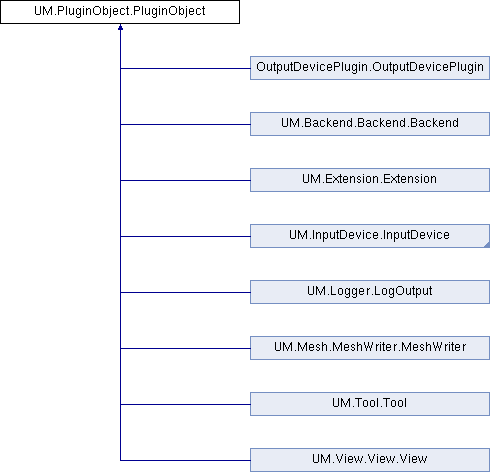 UM.PluginObject.PluginObject
OutputDevicePlugin.OutputDevicePlugin
UM.Backend.Backend.Backend
UM.Extension.Extension
UM.InputDevice.InputDevice
UM.Logger.LogOutput
UM.Mesh.MeshWriter.MeshWriter
UM.Tool.Tool
UM.View.View.View